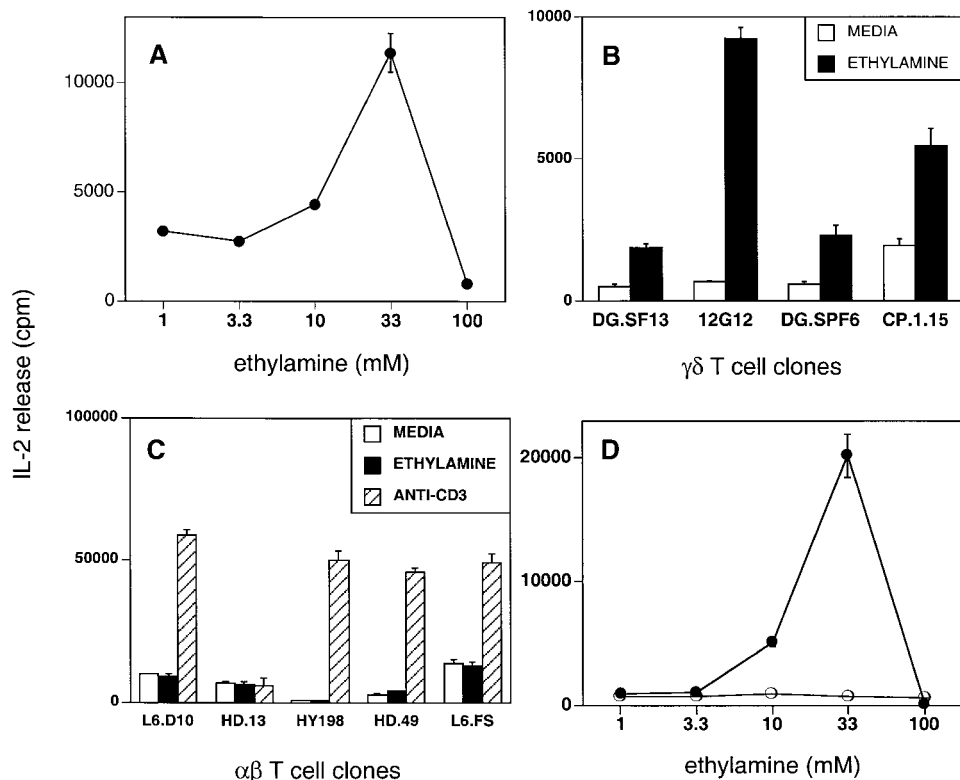 IL-2 release (cpm)
A
10000
5000
0
1 3.3 10 33 100
ethylamine (mM)
B
MEDIA
ETHYLAMINE
10000
5000
0
DG.SF13 12G12 DG.SPF6 CP.1.15
γδ T cell clones
C
MEDIA
ETHYLAMINE
ANTI-CD3
100000
50000
0
L6.D10 HD.13 HY198 HD.49 L6.FS
αβ T cell clones
D
20000
10000
0
1 3.3 10 33 100
ethylamine (mM)